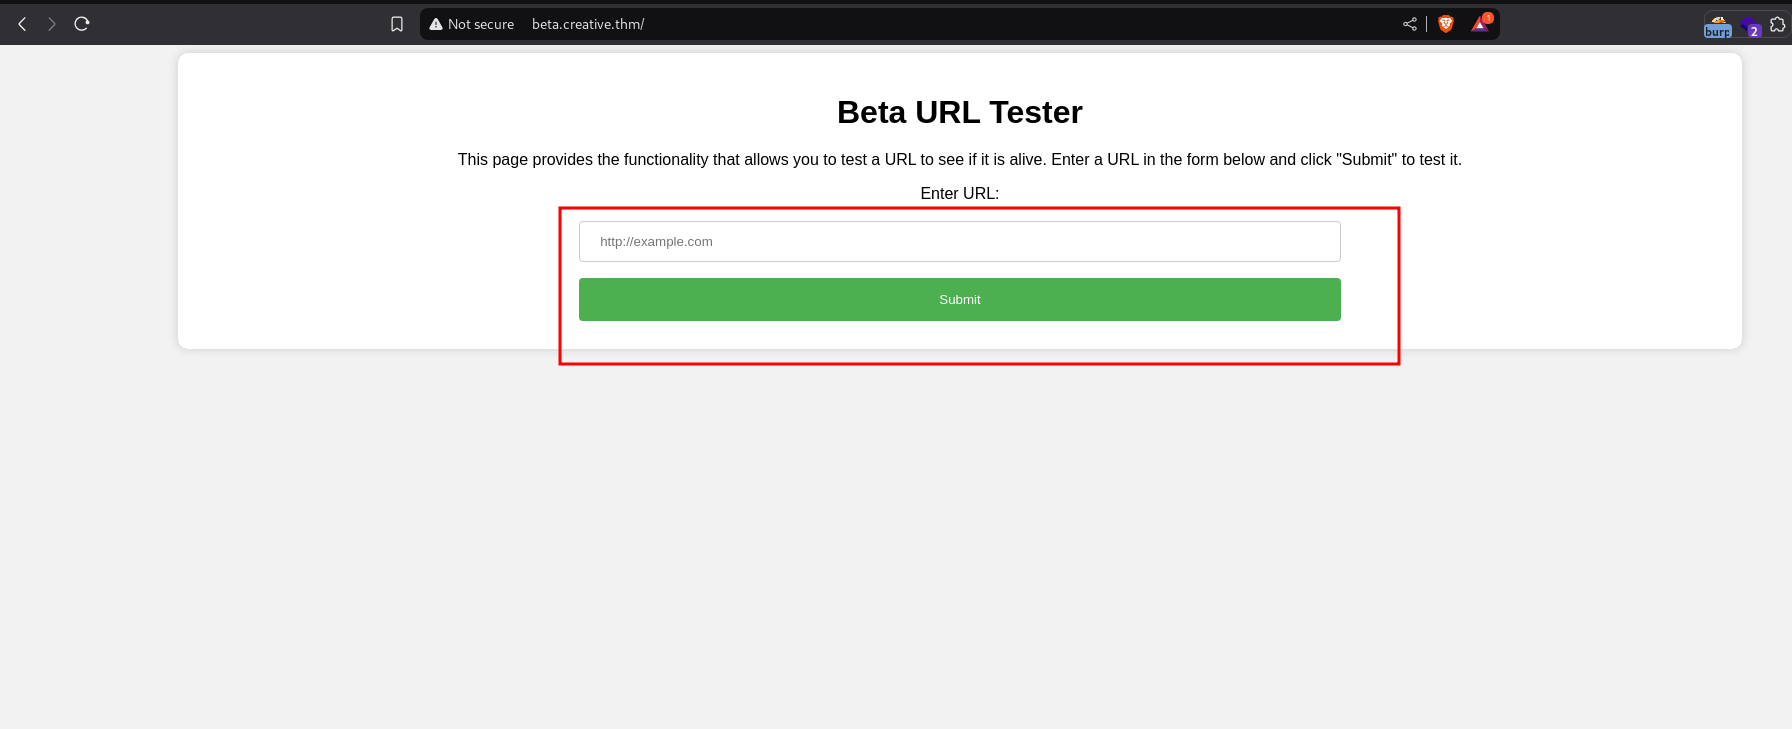 Not secure beta.creative.thm/ 1
burp 2
Beta URL Tester
This page provides the functionality that allows you to test a URL to see if it is alive. Enter a URL in the form below and click "Submit" to test it.
Enter URL:
http://example.com
Submit